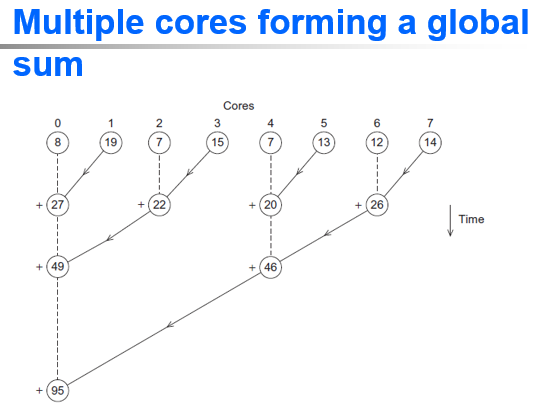 Multiple cores forming a global
sum
Cores
0 1 2 3 4 5 6 7
8 19 7 15 7 13 12 14
+ 27 + 22 + 20 + 26
Time
+ 49 + 46
+ 95